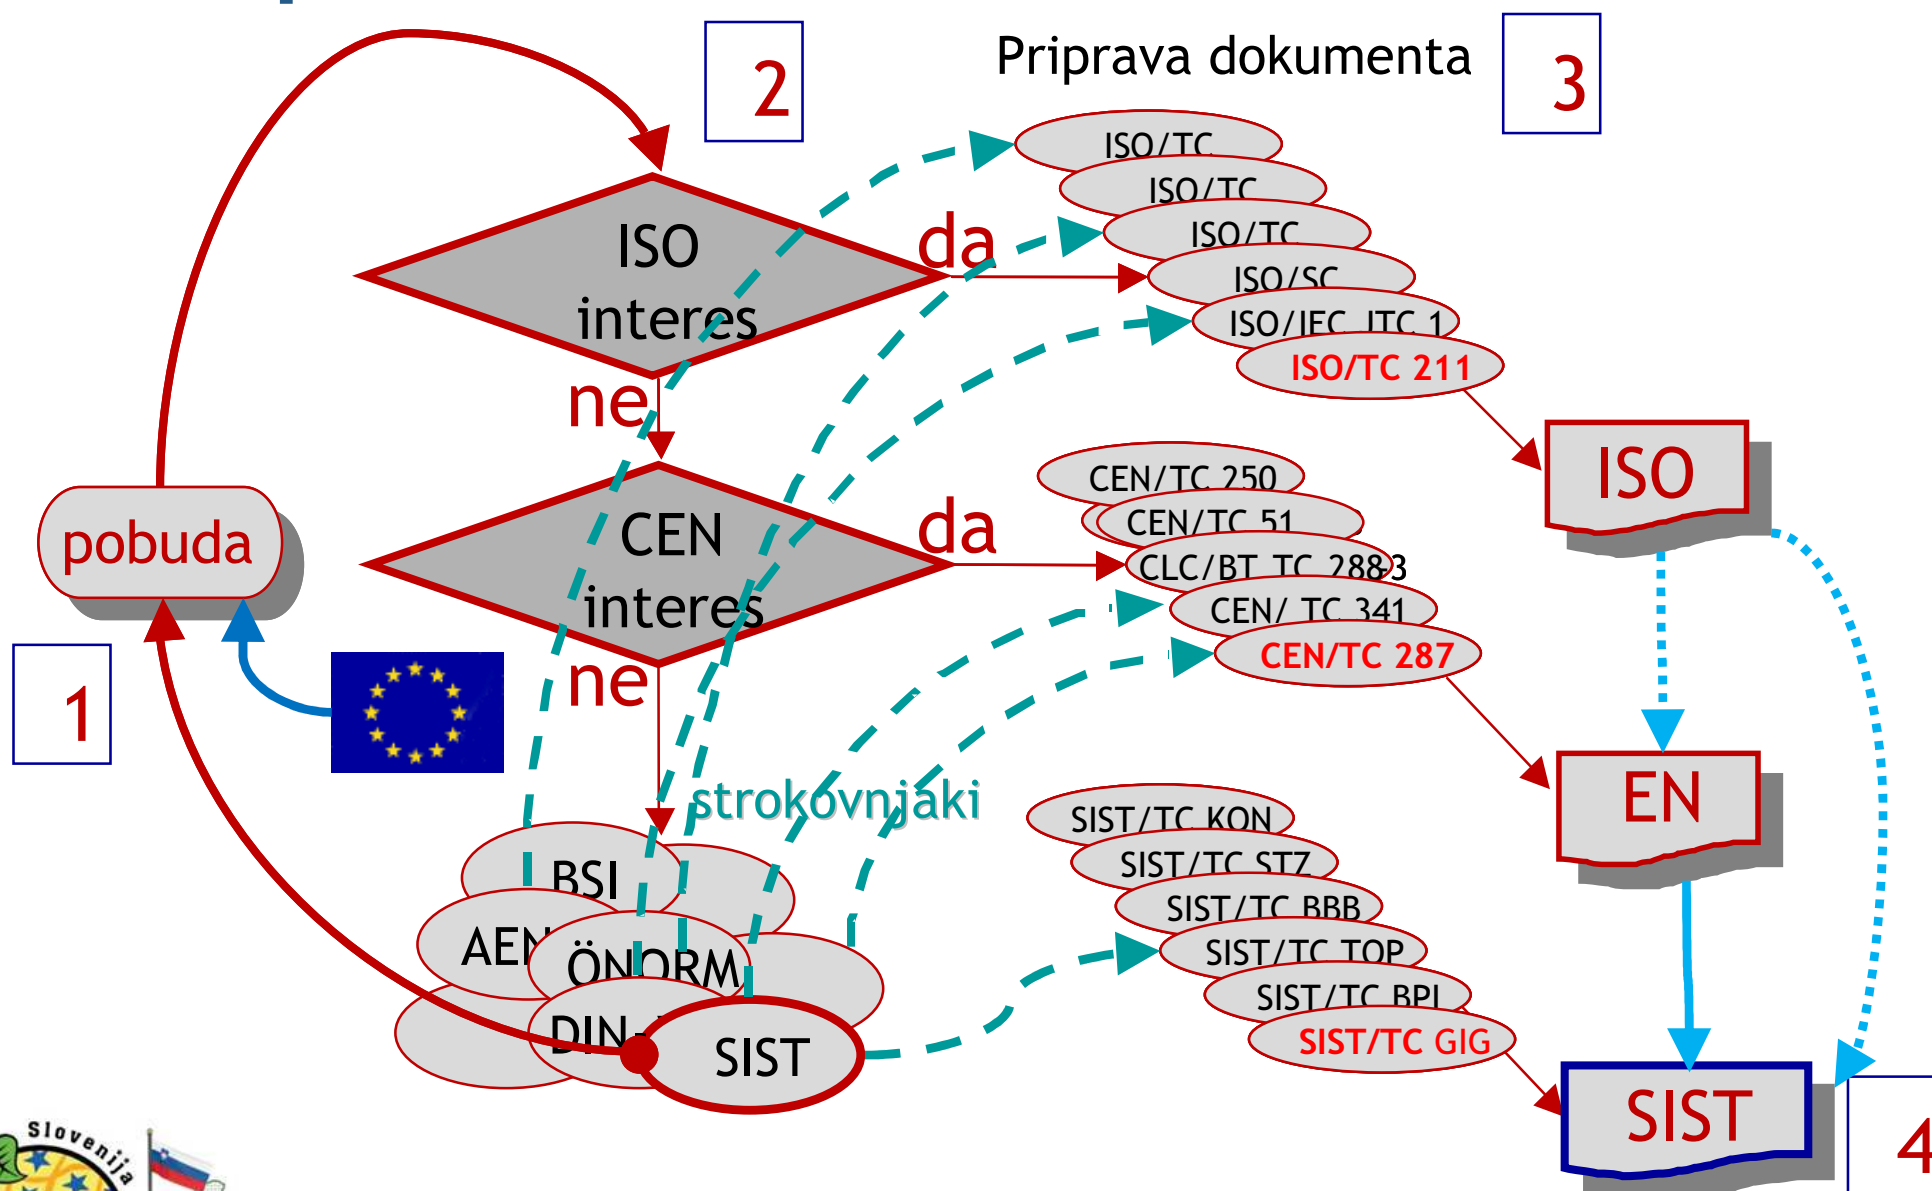 2
Priprava dokumenta
3
ISO
interes
da
ne
ISO/TC
ISO/TC
ISO/TC
ISO/SC
ISO/IEC JTC 1
ISO/TC 211
ISO
pobuda
CEN
interes
da
ne
CEN/TC 250
CEN/TC 51
CLC/BT TC 288-3
CEN/ TC 341
CEN/TC 287
EN
1
strokovnjaki
BSI
ÖNORM
SIST
SIST/TC KON
SIST/TC STZ
SIST/TC BBB
SIST/TC TOP
SIST/TC BPI
SIST/TC GIG
SIST
4
Slovenija